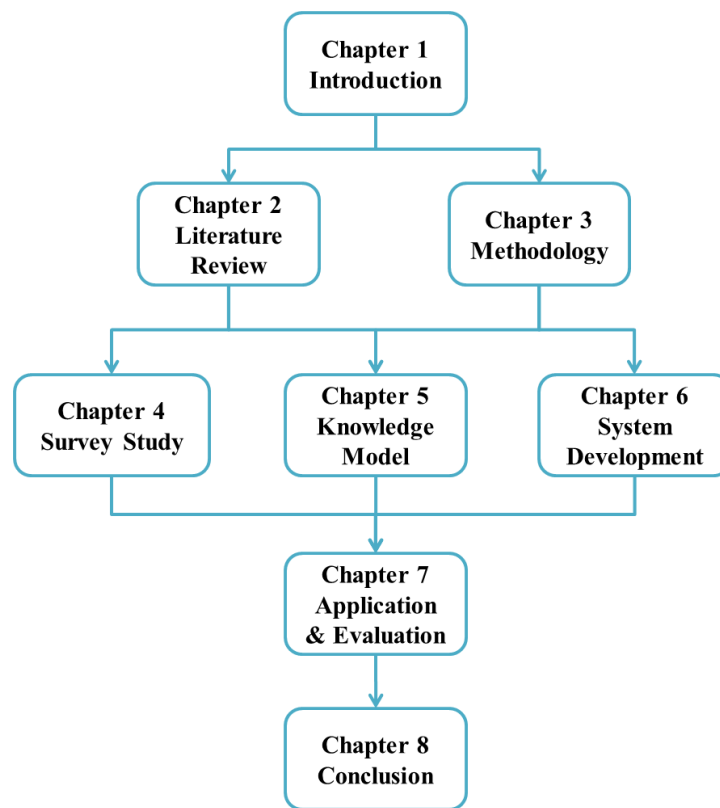 Chapter 1
Introduction
Chapter 2
Literature
Review
Chapter 3
Methodology
Chapter 4
Survey Study
Chapter 5
Knowledge
Model
Chapter 6
System
Development
Chapter 7
Application
& Evaluation
Chapter 8
Conclusion